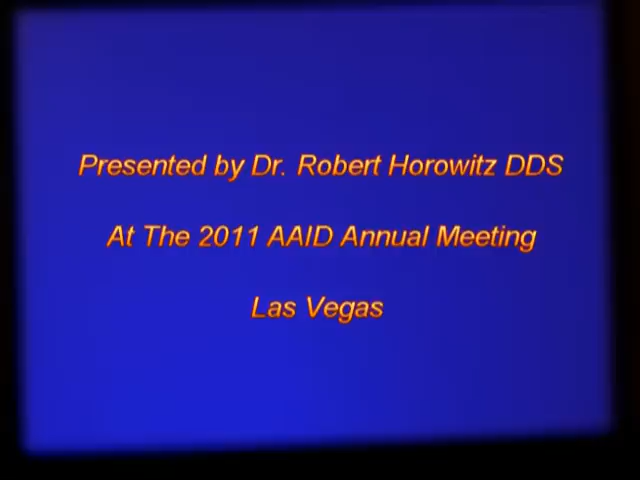 Presented by Dr. Robert Horowitz DDS
At The 2011 AAID Annual Meeting
Las Vegas